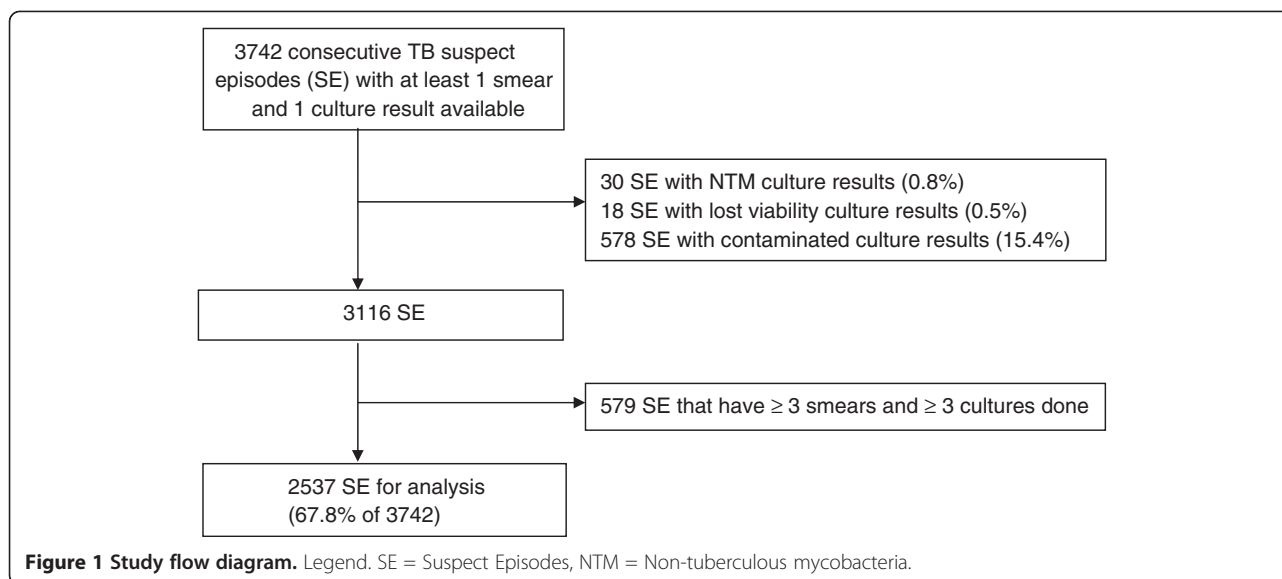 3742 consecutive TB suspect
episodes (SE) with at least 1 smear
and 1 culture result available
30 SE with NTM culture results (0.8%)
18 SE with lost viability culture results (0.5%)
578 SE with contaminated culture results (15.4%)
3116 SE
579 SE that have ≥ 3 smears and ≥ 3 cultures done
2537 SE for analysis
(67.8% of 3742)
Figure 1 Study flow diagram. Legend. SE = Suspect Episodes, NTM = Non-tuberculous mycobacteria.